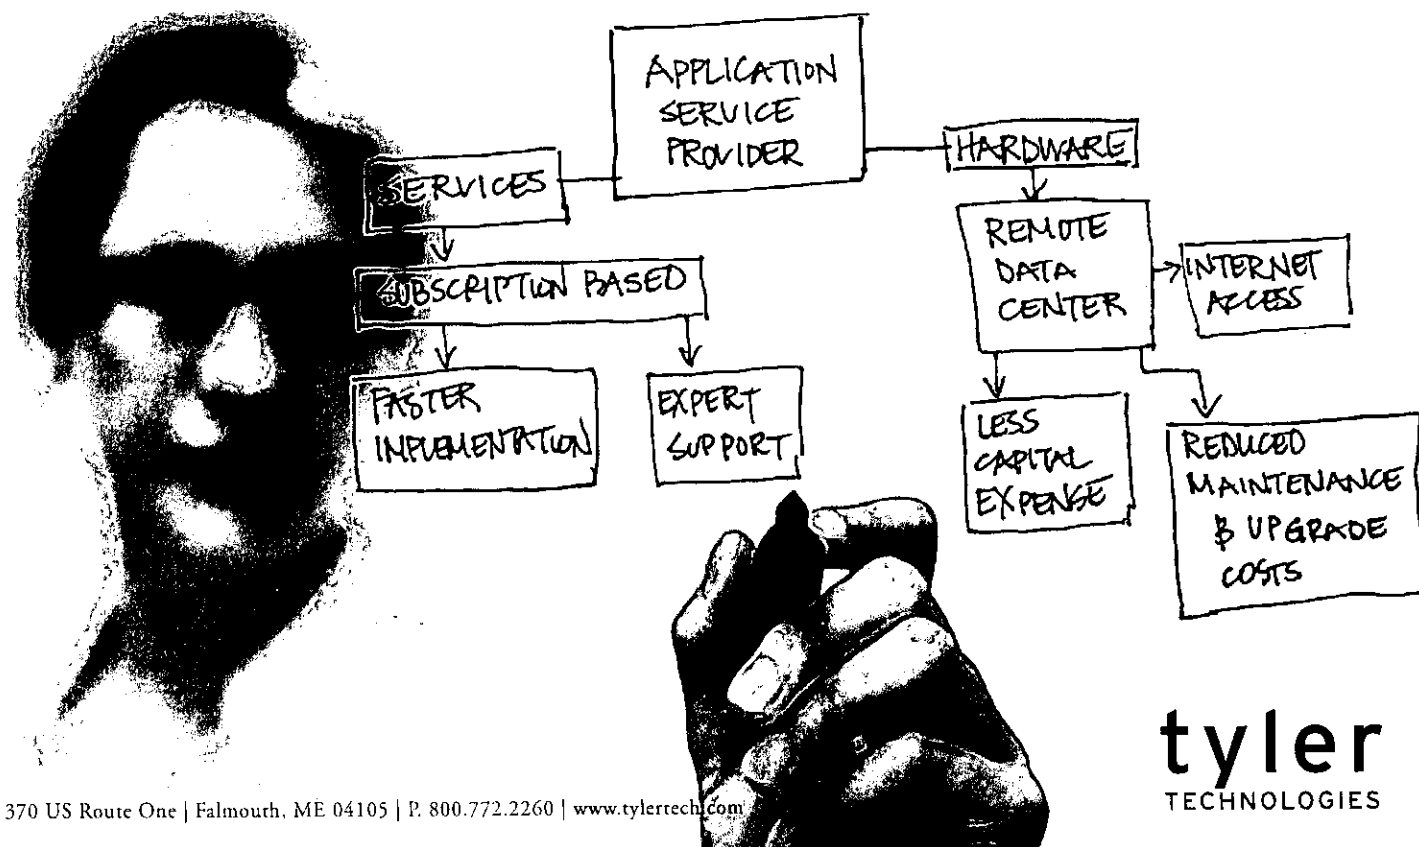 APPLICATION
SERVICE
PROVIDER
SERVICES
HARDWARE
SUBSCRIPTION BASED
REMOTE
DATA
CENTER
INTERNET
ACCESS
FASTER
IMPLEMENTATION
EXPERT
SUPPORT
LESS
CAPITAL
EXPENSE
REDUCED
MAINTENANCE
& UPGRADE
COSTS
tyler
TECHNOLOGIES
370 US Route One | Falmouth, ME 04105 | P. 800.772.2260 | www.tylertech.com